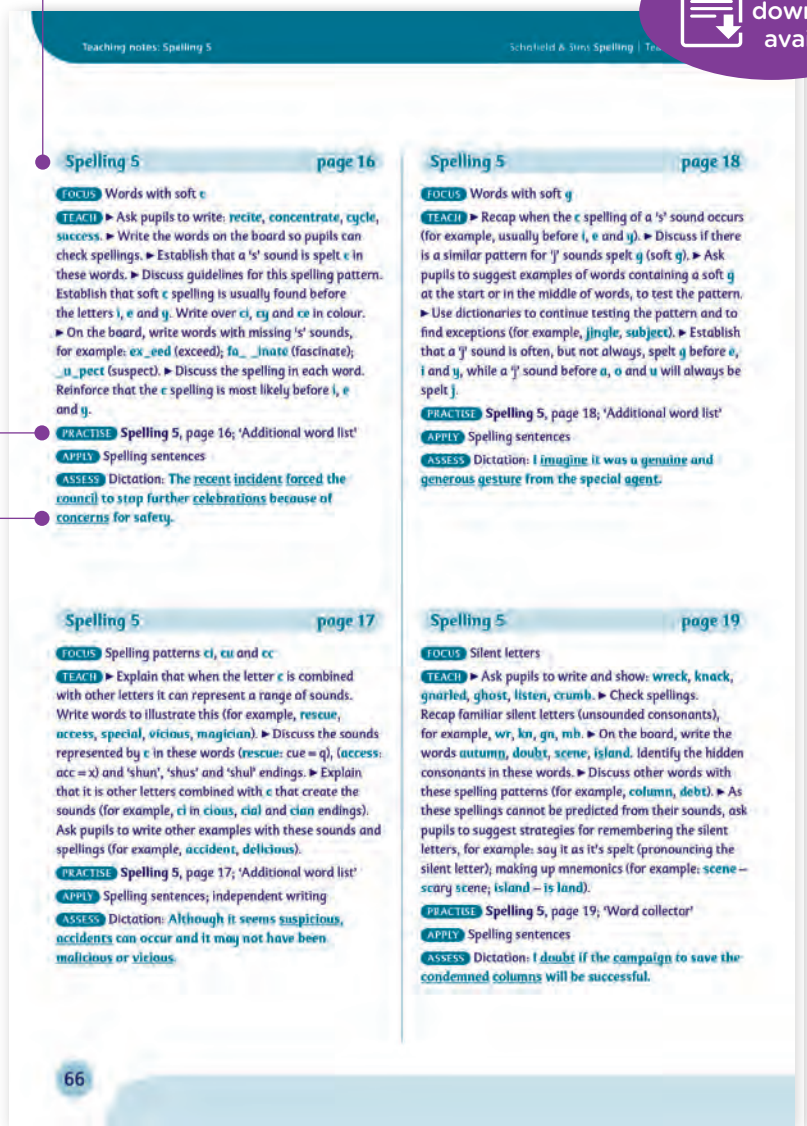 down
avai
Teaching notes: Spelling 5
Schofield & Sims Spelling | Tea
Spelling 5 page 16
FOCUS Words with soft c
TEACH ► Ask pupils to write: recite, concentrate, cycle,
success. ► Write the words on the board so pupils can
check spellings. ► Establish that a 's' sound is spelt c in
these words. ► Discuss guidelines for this spelling pattern.
Establish that soft c spelling is usually found before
the letters i, e and y. Write over ci, cy and ce in colour.
► On the board, write words with missing 's' sounds,
for example: ex_eed (exceed); fa_ _inate (fascinate);
_u_pect (suspect). ► Discuss the spelling in each word.
Reinforce that the c spelling is most likely before i, e
and y.
PRACTISE Spelling 5, page 16; 'Additional word list'
APPLY Spelling sentences
ASSESS Dictation: The recent incident forced the
council to stop further celebrations because of
concerns for safety.
Spelling 5 page 17
FOCUS Spelling patterns ci, cu and cc
TEACH ► Explain that when the letter c is combined
with other letters it can represent a range of sounds.
Write words to illustrate this (for example, rescue,
access, special, vicious, magician). ► Discuss the sounds
represented by c in these words (rescue: cue = q), (access:
acc = x) and 'shun', 'shus' and 'shul' endings. ► Explain
that it is other letters combined with c that create the
sounds (for example, ci in cious, cial and cian endings).
Ask pupils to write other examples with these sounds and
spellings (for example, accident, delicious).
PRACTISE Spelling 5, page 17; 'Additional word list'
APPLY Spelling sentences; independent writing
ASSESS Dictation: Although it seems suspicious,
accidents can occur and it may not have been
malicious or vicious.
Spelling 5 page 18
FOCUS Words with soft g
TEACH ► Recap when the c spelling of a 's' sound occurs
(for example, usually before i, e and y). ► Discuss if there
is a similar pattern for 'j' sounds spelt g (soft g). ► Ask
pupils to suggest examples of words containing a soft g
at the start or in the middle of words, to test the pattern.
► Use dictionaries to continue testing the pattern and to
find exceptions (for example, jingle, subject). ► Establish
that a 'j' sound is often, but not always, spelt g before e,
i and y, while a 'j' sound before a, o and u will always be
spelt j.
PRACTISE Spelling 5, page 18; 'Additional word list'
APPLY Spelling sentences
ASSESS Dictation: I imagine it was a genuine and
generous gesture from the special agent.
Spelling 5 page 19
FOCUS Silent letters
TEACH ► Ask pupils to write and show: wreck, knack,
gnarled, ghost, listen, crumb. ► Check spellings.
Recap familiar silent letters (unsounded consonants),
for example, wr, kn, gn, mb. ► On the board, write the
words autumn, doubt, scene, island. Identify the hidden
consonants in these words. ► Discuss other words with
these spelling patterns (for example, column, debt). ► As
these spellings cannot be predicted from their sounds, ask
pupils to suggest strategies for remembering the silent
letters, for example: say it as it's spelt (pronouncing the
silent letter); making up mnemonics (for example: scene –
scary scene; island – is land).
PRACTISE Spelling 5, page 19; 'Word collector'
APPLY Spelling sentences
ASSESS Dictation: I doubt if the campaign to save the
condemned columns will be successful.
66